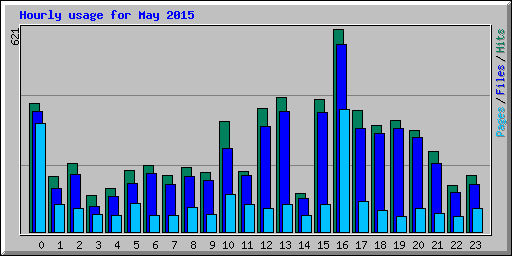 Hourly usage for May 2015
621
Pages / Files / Hits
0 1 2 3 4 5 6 7 8 9 10 11 12 13 14 15 16 17 18 19 20 21 22 23